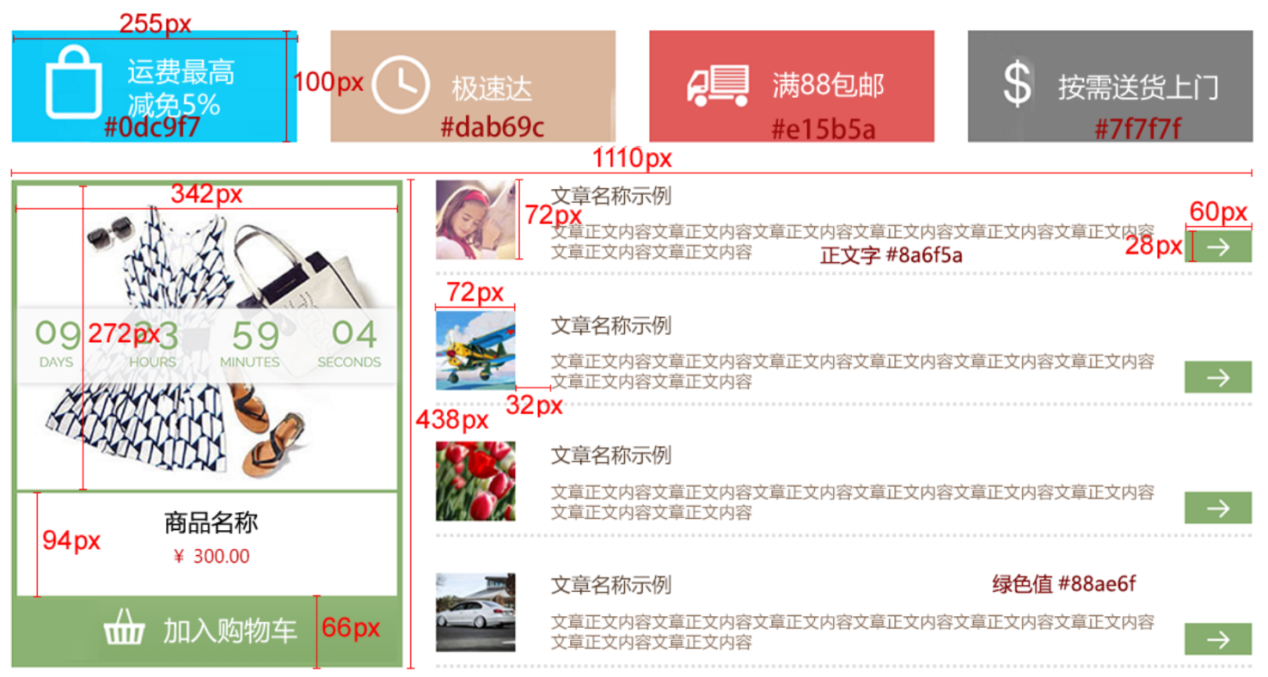 255px
运费最高
减免5%
#0dc9f7
100px
极速达
#dab69c
满88包邮
#e15b5a
$
按需送货上门
#7f7f7f
1110px
342px
272px
09
DAYS
23
HOURS
59
MINUTES
04
SECONDS
438px
94px
商品名称
¥ 300.00
加入购物车
66px
72px
文章名称示例
文章正文内容文章正文内容文章正文内容文章正文内容文章正文内容文章正文内容
文章正文内容文章正文内容
正文字 #8a6f5a
60px
28px
72px
32px
文章名称示例
文章正文内容文章正文内容文章正文内容文章正文内容文章正文内容文章正文内容
文章正文内容文章正文内容
文章名称示例
文章正文内容文章正文内容文章正文内容文章正文内容文章正文内容文章正文内容
文章正文内容文章正文内容
文章名称示例
绿色值 #88ae6f
文章正文内容文章正文内容文章正文内容文章正文内容文章正文内容文章正文内容
文章正文内容文章正文内容